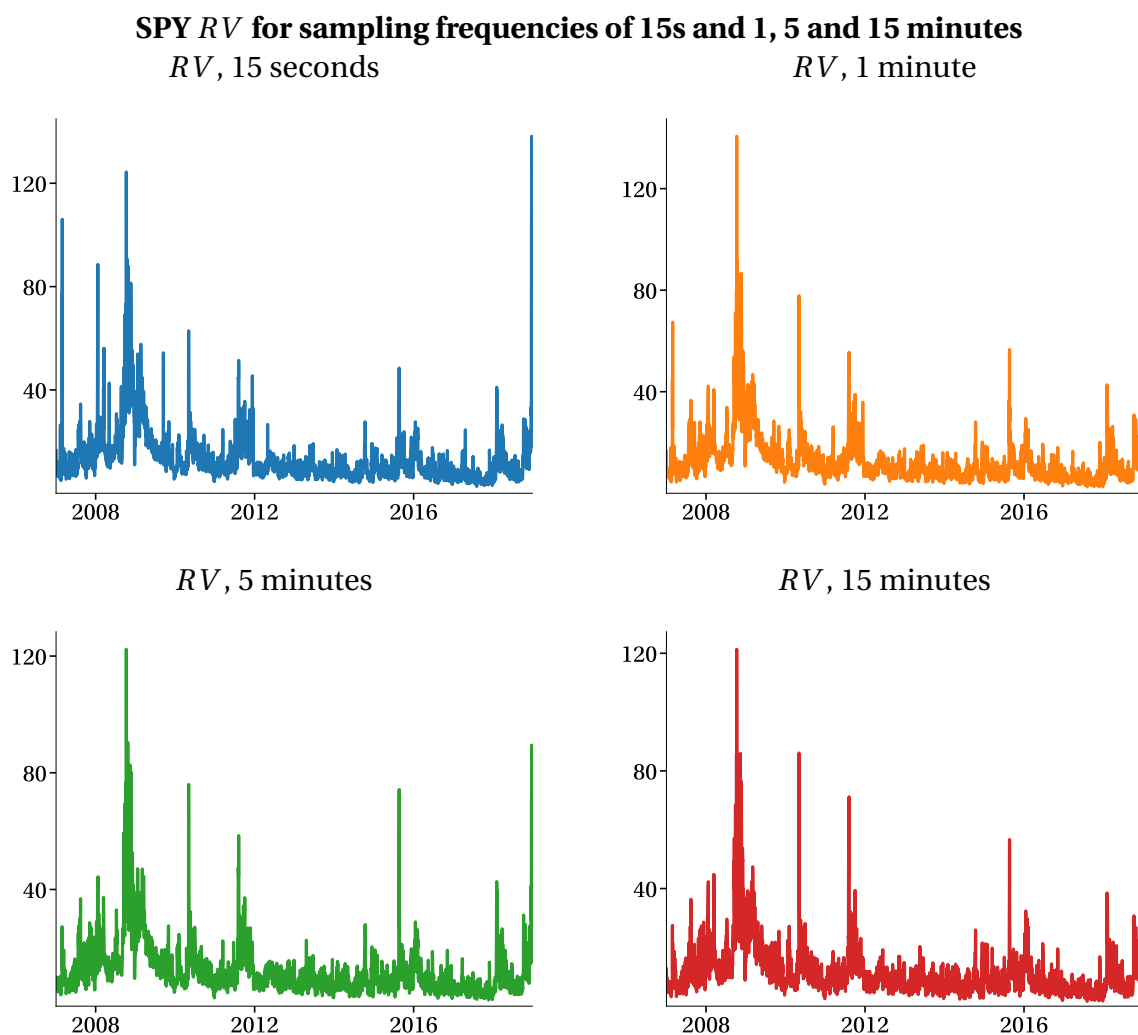 SPY RV for sampling frequencies of 15s and 1, 5 and 15 minutes
RV, 15 seconds
120
80
40
2008 2012 2016
RV, 1 minute
120
80
40
2008 2012 2016
RV, 5 minutes
120
80
40
2008 2012 2016
RV, 15 minutes
120
80
40
2008 2012 2016